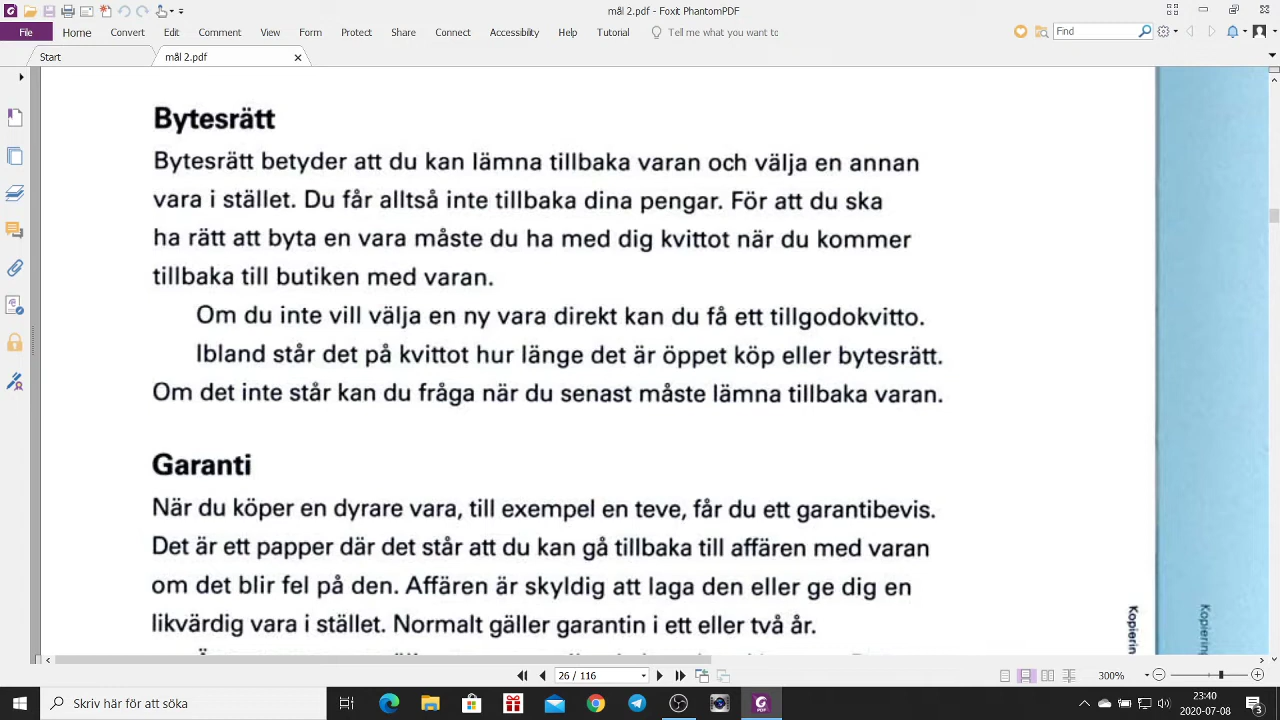 mål 2.pdf - Foxit PhantomPDF
File Home Convert Edit Comment View Form Protect Share Connect Accessibility Help Tutorial Tell me what you want to Find
Start mål 2.pdf
Bytesrätt
Bytesrätt betyder att du kan lämna tillbaka varan och välja en annan
vara i stället. Du får alltså inte tillbaka dina pengar. För att du ska
ha rätt att byta en vara måste du ha med dig kvittot när du kommer
tillbaka till butiken med varan.
Om du inte vill välja en ny vara direkt kan du få ett tillgodokvitto.
Ibland står det på kvittot hur länge det är öppet köp eller bytesrätt.
Om det inte står kan du fråga när du senast måste lämna tillbaka varan.
Garanti
När du köper en dyrare vara, till exempel en teve, får du ett garantibevis.
Det är ett papper där det står att du kan gå tillbaka till affären med varan
om det blir fel på den. Affären är skyldig att laga den eller ge dig en
likvärdig vara i stället. Normalt gäller garantin i ett eller två år.
Kopierin
Kopiering
26 / 116 300%
Skriv här för att söka
23:40
2020-07-08
3